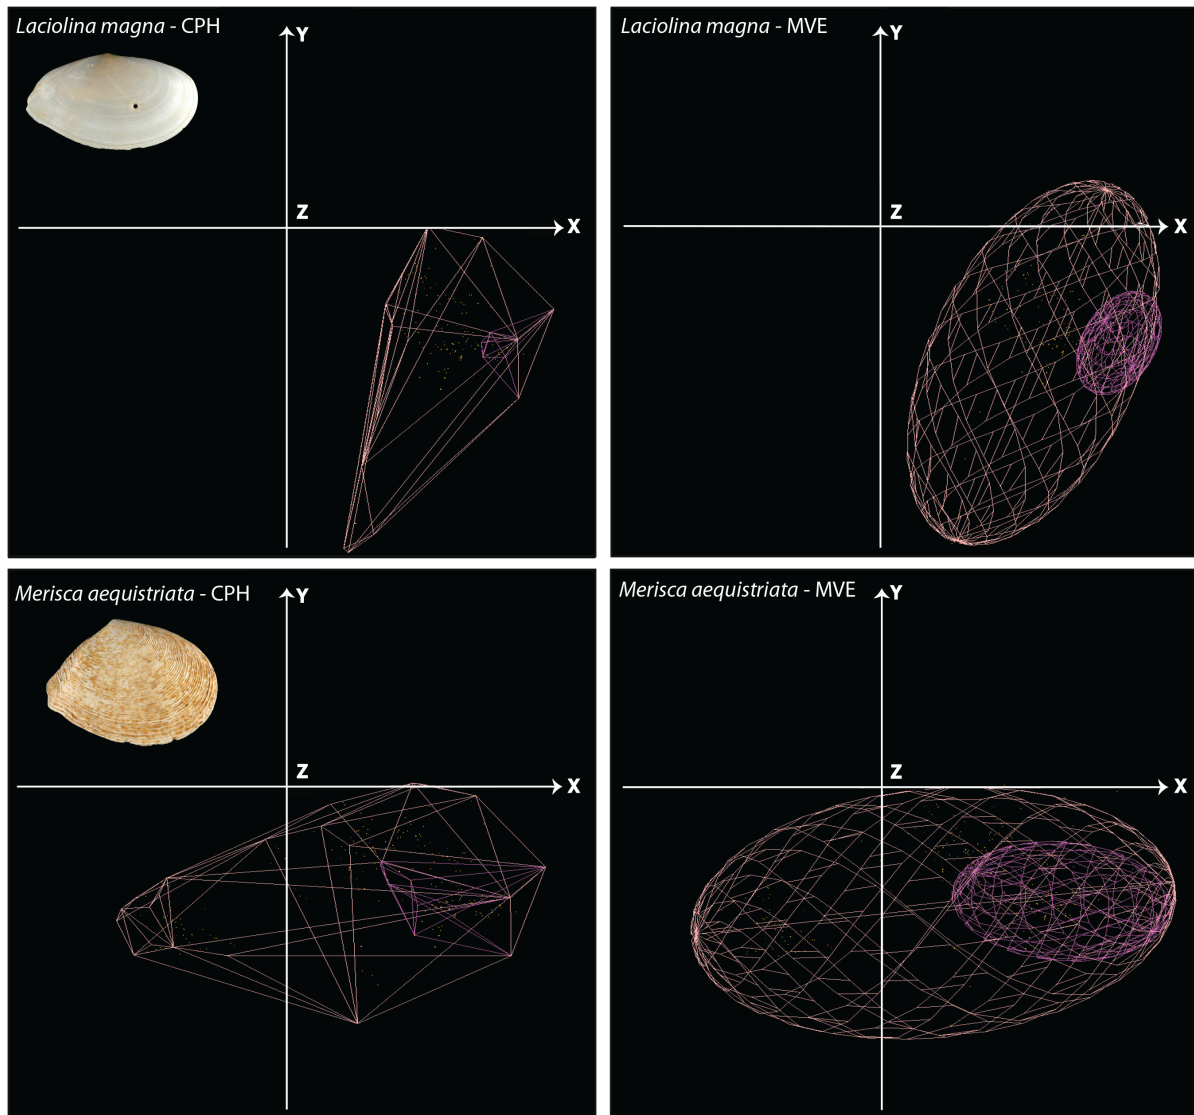 Laciolina magna - CPH
Y
Z
X
Laciolina magna - MVE
Y
Z
X
Merisca aequistriata - CPH
Y
Z
X
Merisca aequistriata - MVE
Y
Z
X